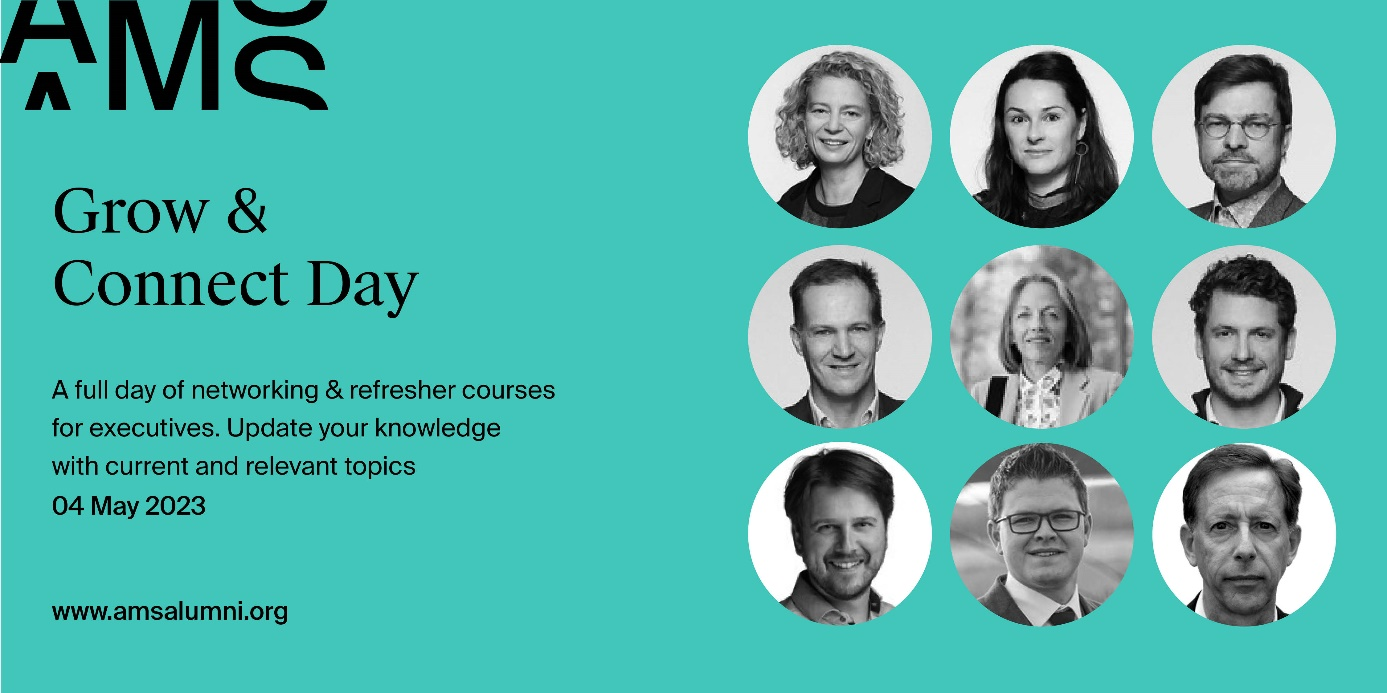 AMS
Grow &
Connect Day
A full day of networking & refresher courses
for executives. Update your knowledge
with current and relevant topics
04 May 2023
www.amsalumni.org